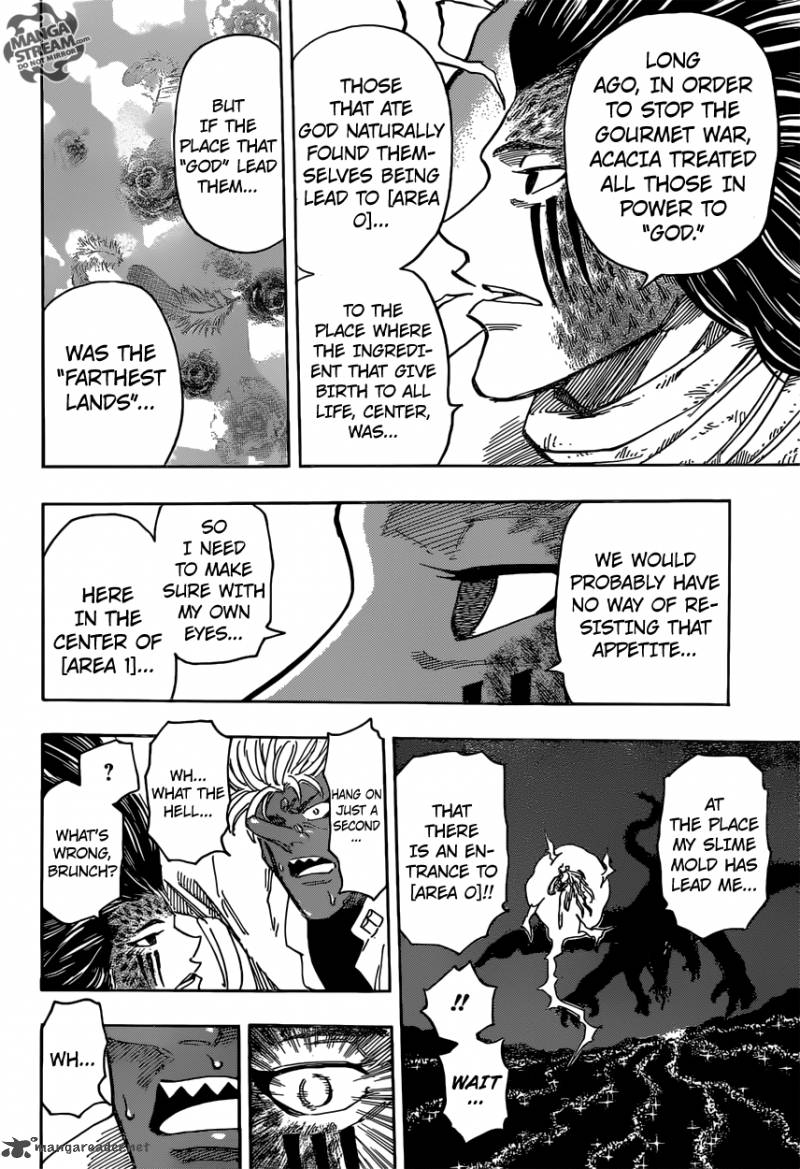 MANGA
STREAM.COM
DO NOT MIRROR
LONG
AGO, IN ORDER
TO STOP THE
GOURMET WAR,
ACACIA TREATED
ALL THOSE IN
POWER TO
"GOD."
THOSE
THAT ATE
GOD NATURALLY
FOUND THEM-
SELVES BEING
LEAD TO [AREA
0]...
TO THE
PLACE WHERE
THE INGREDI-
ENT THAT GIVE
BIRTH TO ALL
LIFE, CENTER,
WAS...
BUT
IF THE
PLACE THAT
"GOD" LEAD
THEM...
WAS THE
"FARTHEST
LANDS"...
WE WOULD
PROBABLY HAVE
NO WAY OF RE-
SISTING THAT
APPETITE...
SO
I NEED
TO MAKE
SURE WITH
MY OWN
EYES...
HERE
IN THE
CENTER OF
[AREA 1]...
AT
THE PLACE
MY SLIME
MOLD HAS
LEAD ME...
THAT
THERE
IS AN EN-
TRANCE TO
[AREA 0]!!
!!
WAIT
...
HANG ON
JUST A
SECOND
...
WH...
WHAT THE
HELL...
?
WHAT'S
WRONG,
BRUNCH?
WH...
mangareader.net